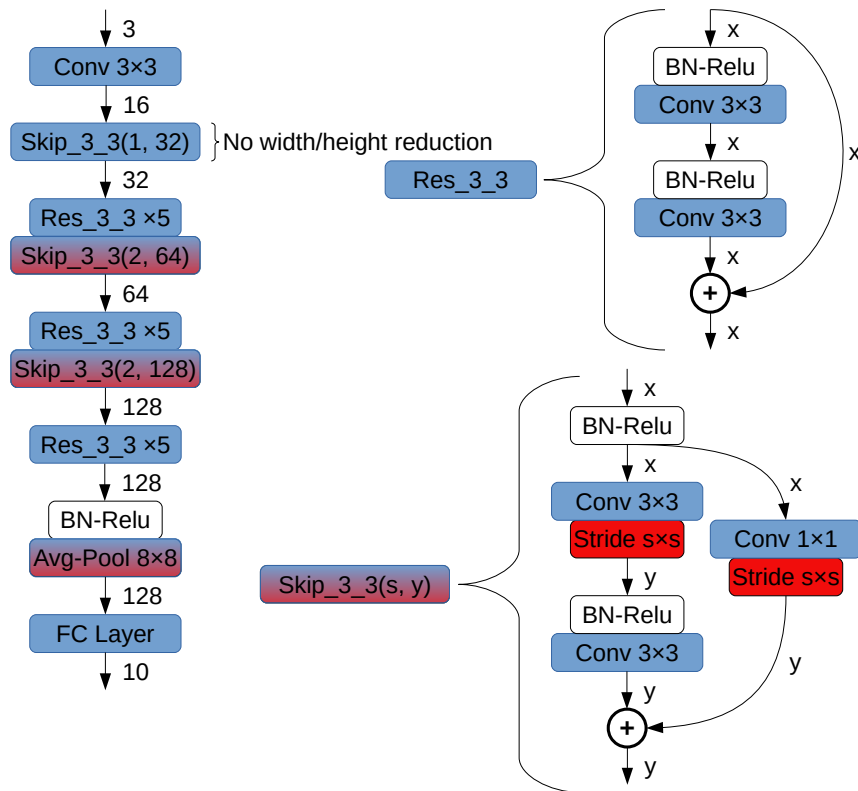 3
Conv 3×3
16
Skip_3_3(1, 32)
No width/height reduction
32
Res_3_3 ×5
Skip_3_3(2, 64)
64
Res_3_3 ×5
Skip_3_3(2, 128)
128
Res_3_3 ×5
128
BN-Relu
Avg-Pool 8×8
128
FC Layer
10
Res_3_3
x
BN-Relu
Conv 3×3
x
x
BN-Relu
Conv 3×3
x
+
x
Skip_3_3(s, y)
x
BN-Relu
x
x
Conv 3×3
Stride s×s
Conv 1×1
Stride s×s
y
BN-Relu
Conv 3×3
y
y
+
y